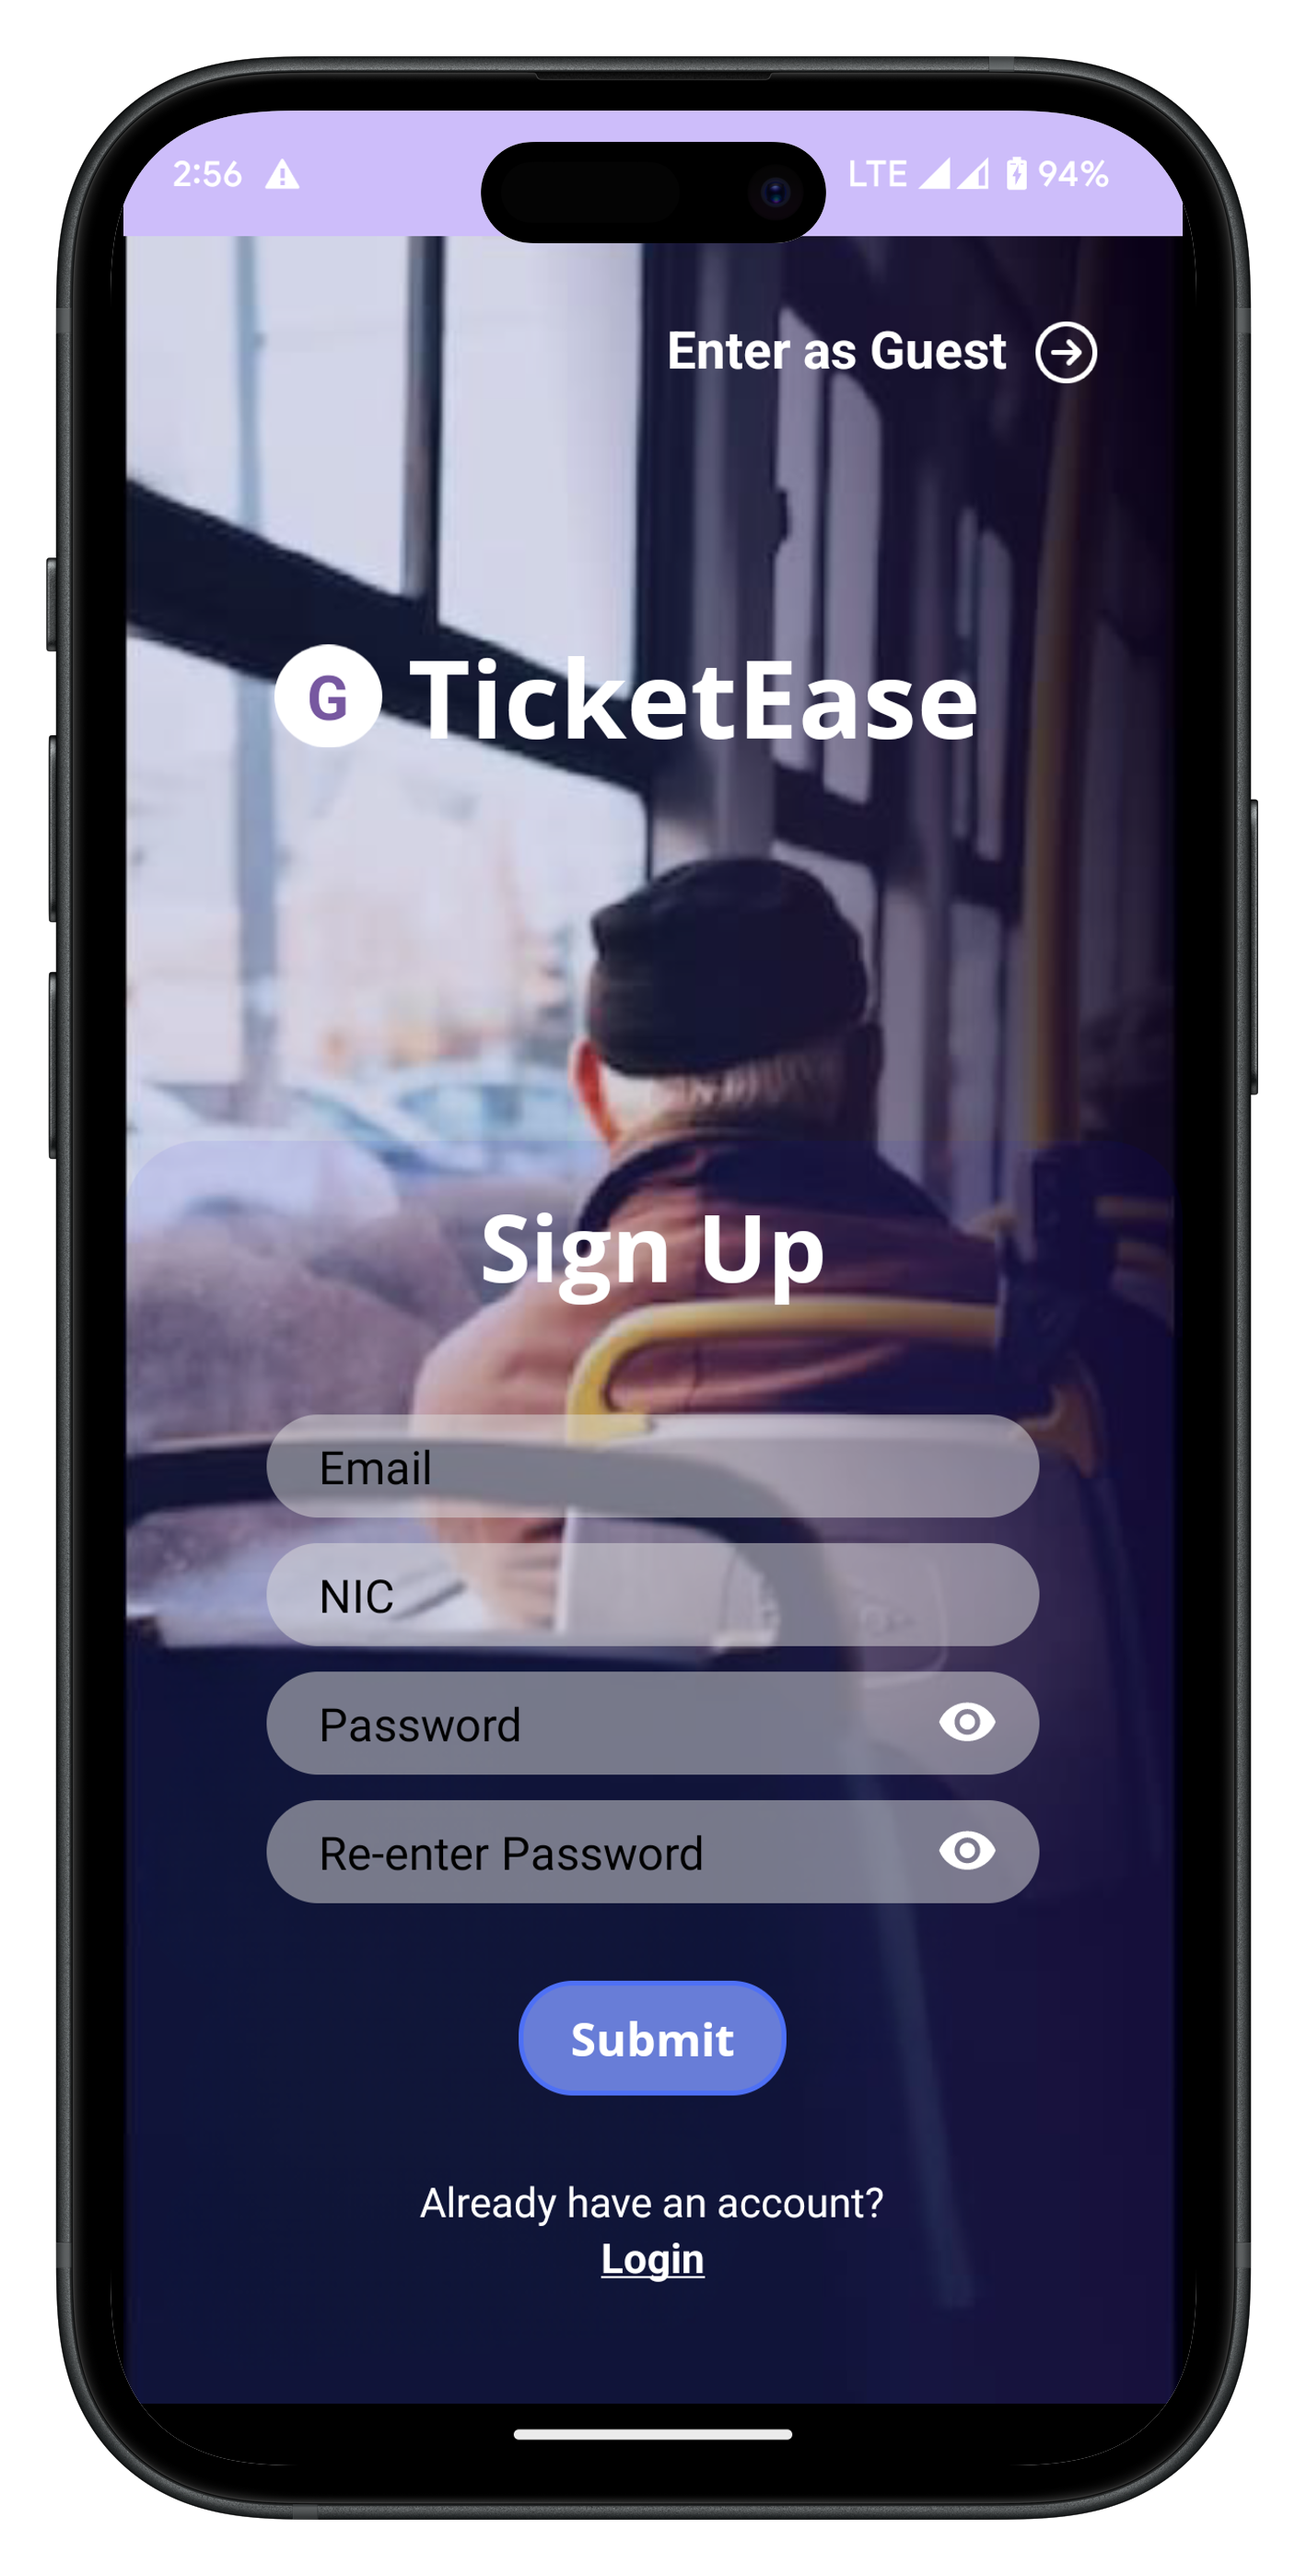 2:56 LTE 94%
Enter as Guest
G TicketEase
Sign Up
Email
NIC
Password
Re-enter Password
Submit
Already have an account?
Login